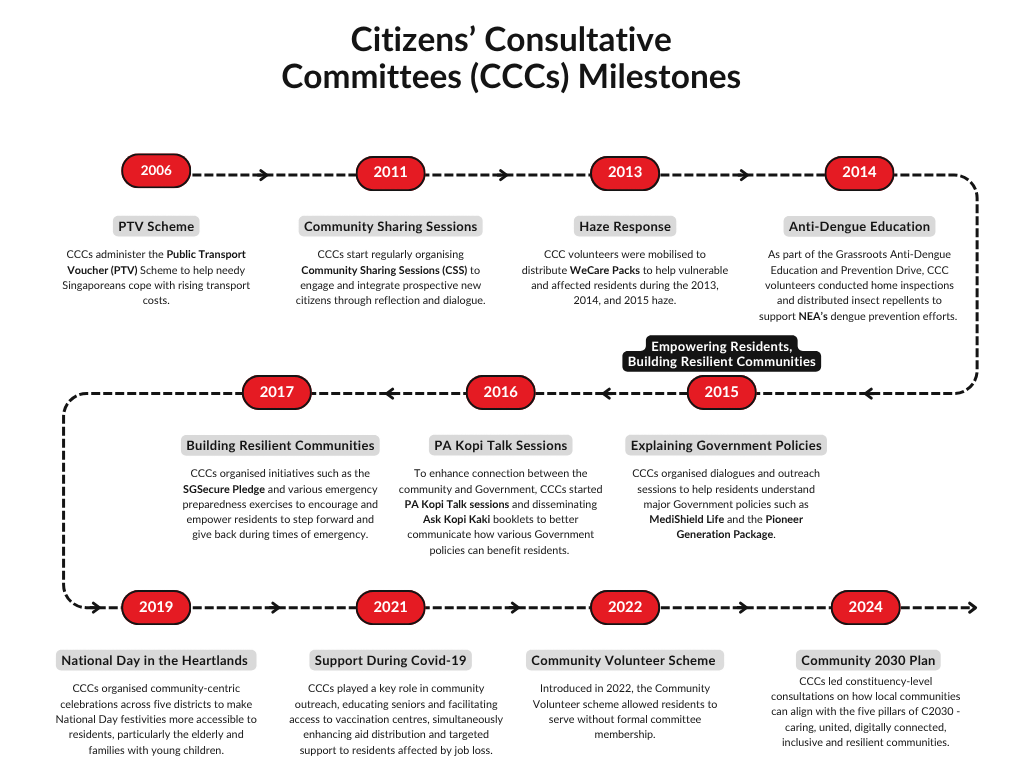 Citizens’ Consultative
Committees (CCCs) Milestones
2006
2011
2013
2014
PTV Scheme
CCCs administer the Public Transport
Voucher (PTV) Scheme to help needy
Singaporeans cope with rising transport
costs.
Community Sharing Sessions
CCCs start regularly organising
Community Sharing Sessions (CSS) to
engage and integrate prospective new
citizens through reflection and dialogue.
Haze Response
CCC volunteers were mobilised to
distribute WeCare Packs to help vulnerable
and affected residents during the 2013,
2014, and 2015 haze.
Anti-Dengue Education
As part of the Grassroots Anti-Dengue
Education and Prevention Drive, CCC
volunteers conducted home inspections
and distributed insect repellents to
support NEA’s dengue prevention efforts.
Empowering Residents,
Building Resilient Communities
2017
2016
2015
Building Resilient Communities
CCCs organised initiatives such as the
SGSecure Pledge and various emergency
preparedness exercises to encourage and
empower residents to step forward and
give back during times of emergency.
PA Kopi Talk Sessions
To enhance connection between the
community and Government, CCCs started
PA Kopi Talk sessions and disseminating
Ask Kopi Kaki booklets to better
communicate how various Government
policies can benefit residents.
Explaining Government Policies
CCCs organised dialogues and outreach
sessions to help residents understand
major Government policies such as
MediShield Life and the Pioneer
Generation Package.
2019
2021
2022
2024
National Day in the Heartlands
CCCs organised community-centric
celebrations across five districts to make
National Day festivities more accessible to
residents, particularly the elderly and
families with young children.
Support During Covid-19
CCCs played a key role in community
outreach, educating seniors and facilitating
access to vaccination centres, simultaneously
enhancing aid distribution and targeted
support to residents affected by job loss.
Community Volunteer Scheme
Introduced in 2022, the Community
Volunteer scheme allowed residents to
serve without formal committee
membership.
Community 2030 Plan
CCCs led constituency-level
consultations on how local communities
can align with the five pillars of C2030 -
caring, united, digitally connected,
inclusive and resilient communities.